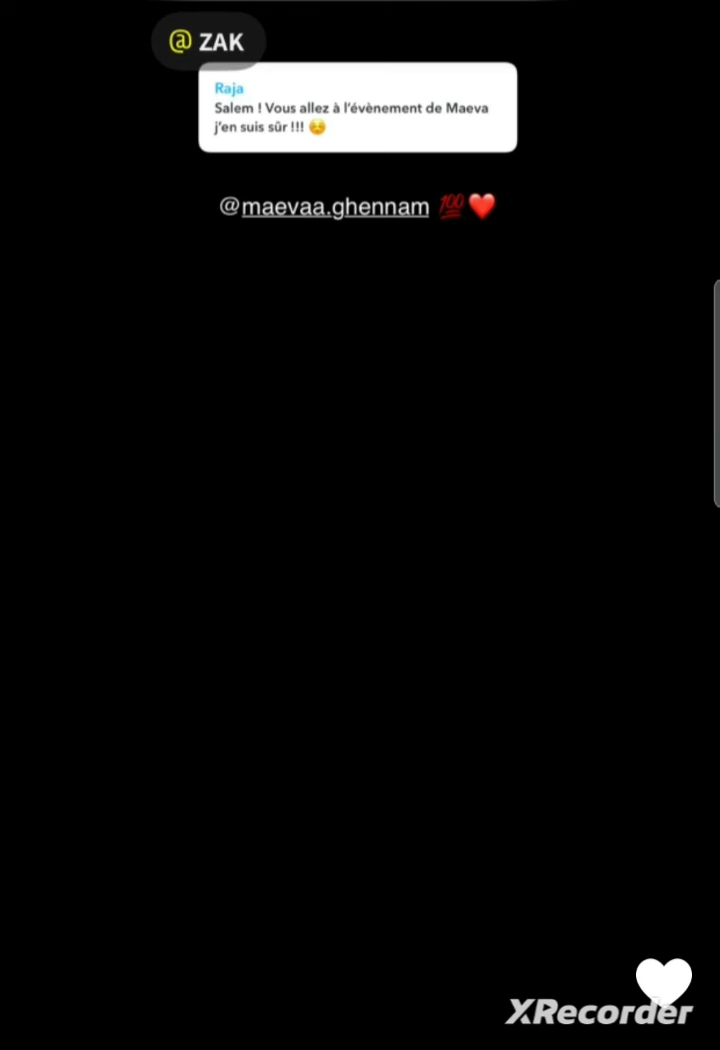 @ ZAK
Raja
Salem ! Vous allez à l'évènement de Maeva
j'en suis sûr !!! ☺️
@maevaa.ghennam 💯❤️
XRecorder